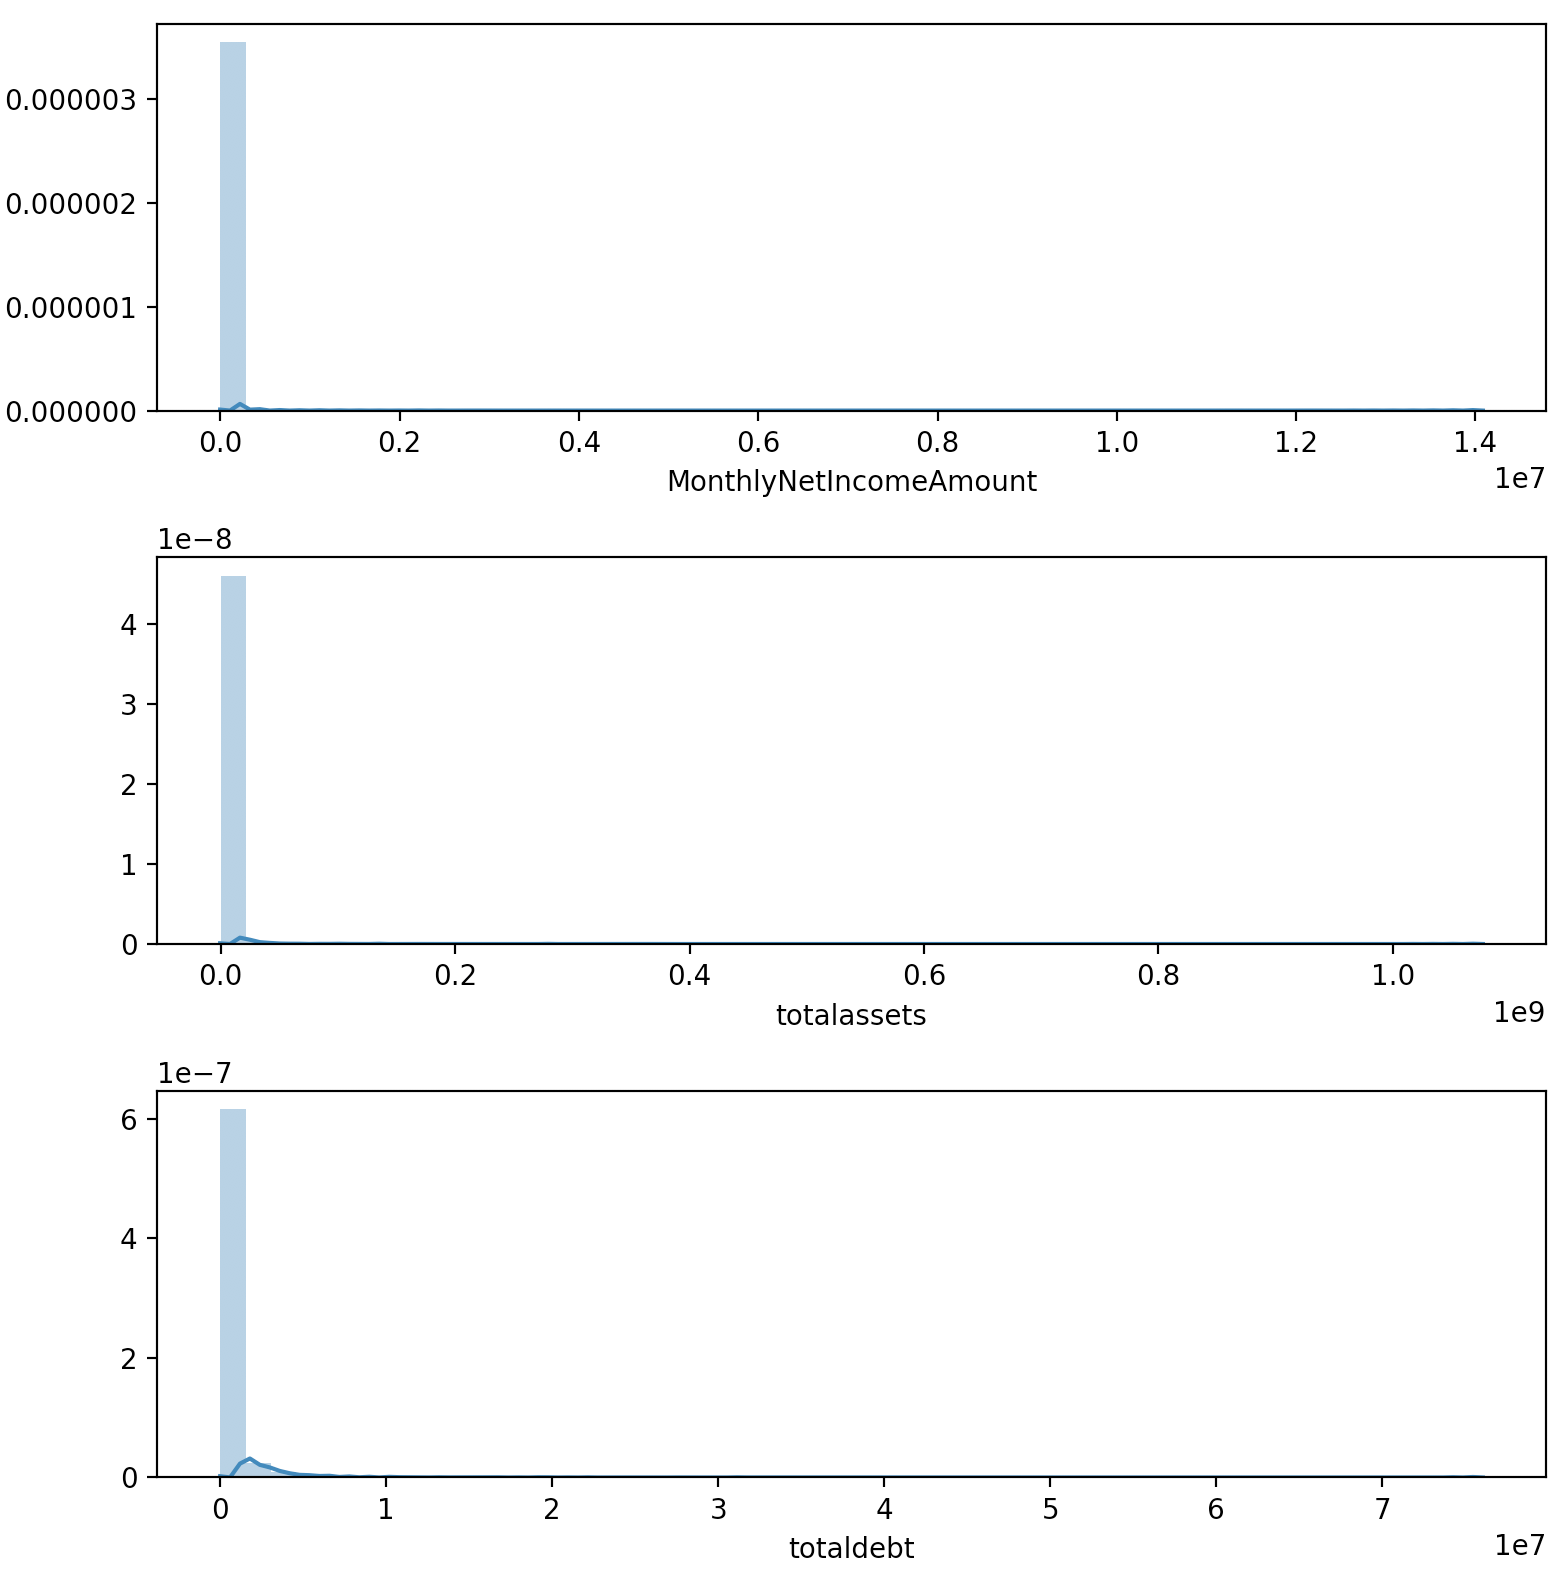 0.000003
0.000002
0.000001
0.000000
0.0 0.2 0.4 0.6 0.8 1.0 1.2 1.4
MonthlyNetIncomeAmount
1e7
1e−8
4
3
2
1
0
0.0 0.2 0.4 0.6 0.8 1.0
totalassets
1e9
1e−7
6
4
2
0
0 1 2 3 4 5 6 7
totaldebt
1e7